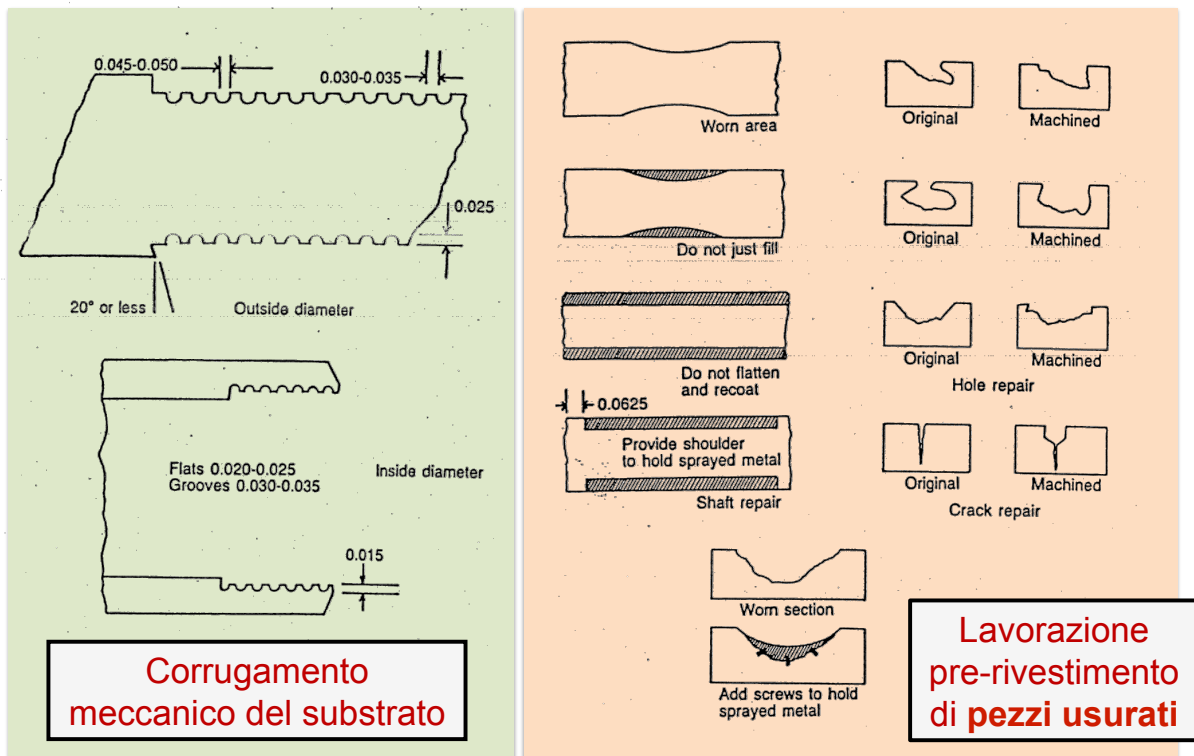 0.045-0.050
0.030-0.035
0.025
20° or less
Outside diameter
Flats 0.020-0.025
Grooves 0.030-0.035
Inside diameter
0.015
Corrugamento
meccanico del substrato
Worn area
Do not just fill
Do not flatten
and recoat
0.0625
Provide shoulder
to hold sprayed metal
Shaft repair
Original
Machined
Original
Machined
Original
Machined
Hole repair
Original
Machined
Crack repair
Worn section
Add screws to hold
sprayed metal
Lavorazione
pre-rivestimento
di pezzi usurati